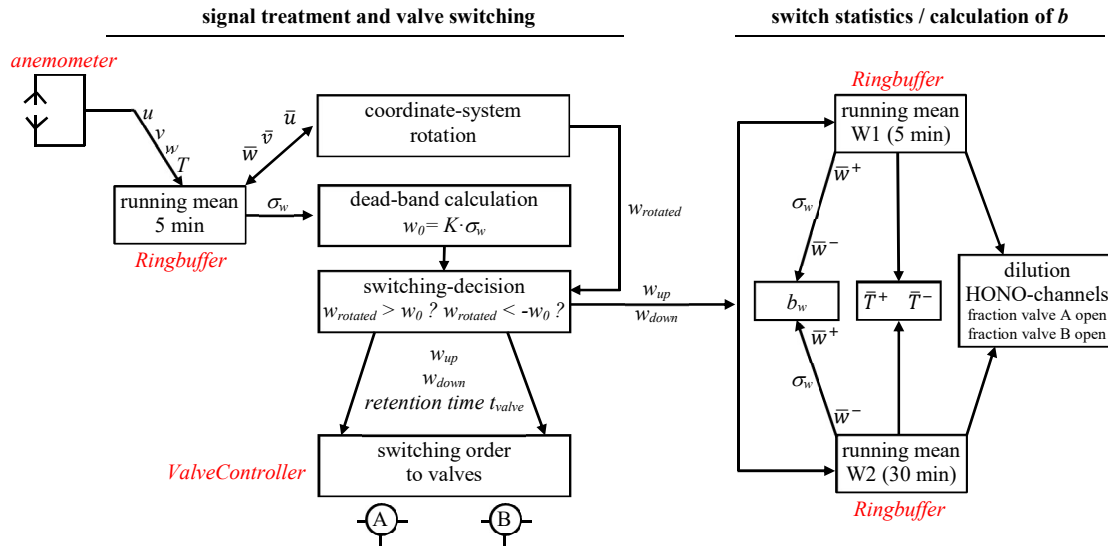 signal treatment and valve switching
switch statistics / calculation of b
anemometer
u
v
w
T
w̄
v̄
ū
coordinate-system
rotation
running mean
5 min
Ringbuffer
σw
dead-band calculation
w0= K·σw
wrotated
switching-decision
wrotated > w0 ? wrotated < -w0 ?
wup
wdown
wup
wdown
retention time tvalve
ValveController
switching order
to valves
A
B
Ringbuffer
running mean
W1 (5 min)
w̄+
σw
w̄−
bw
T̄+ T̄−
dilution
HONO-channels
fraction valve A open
fraction valve B open
w̄+
σw
w̄−
running mean
W2 (30 min)
Ringbuffer